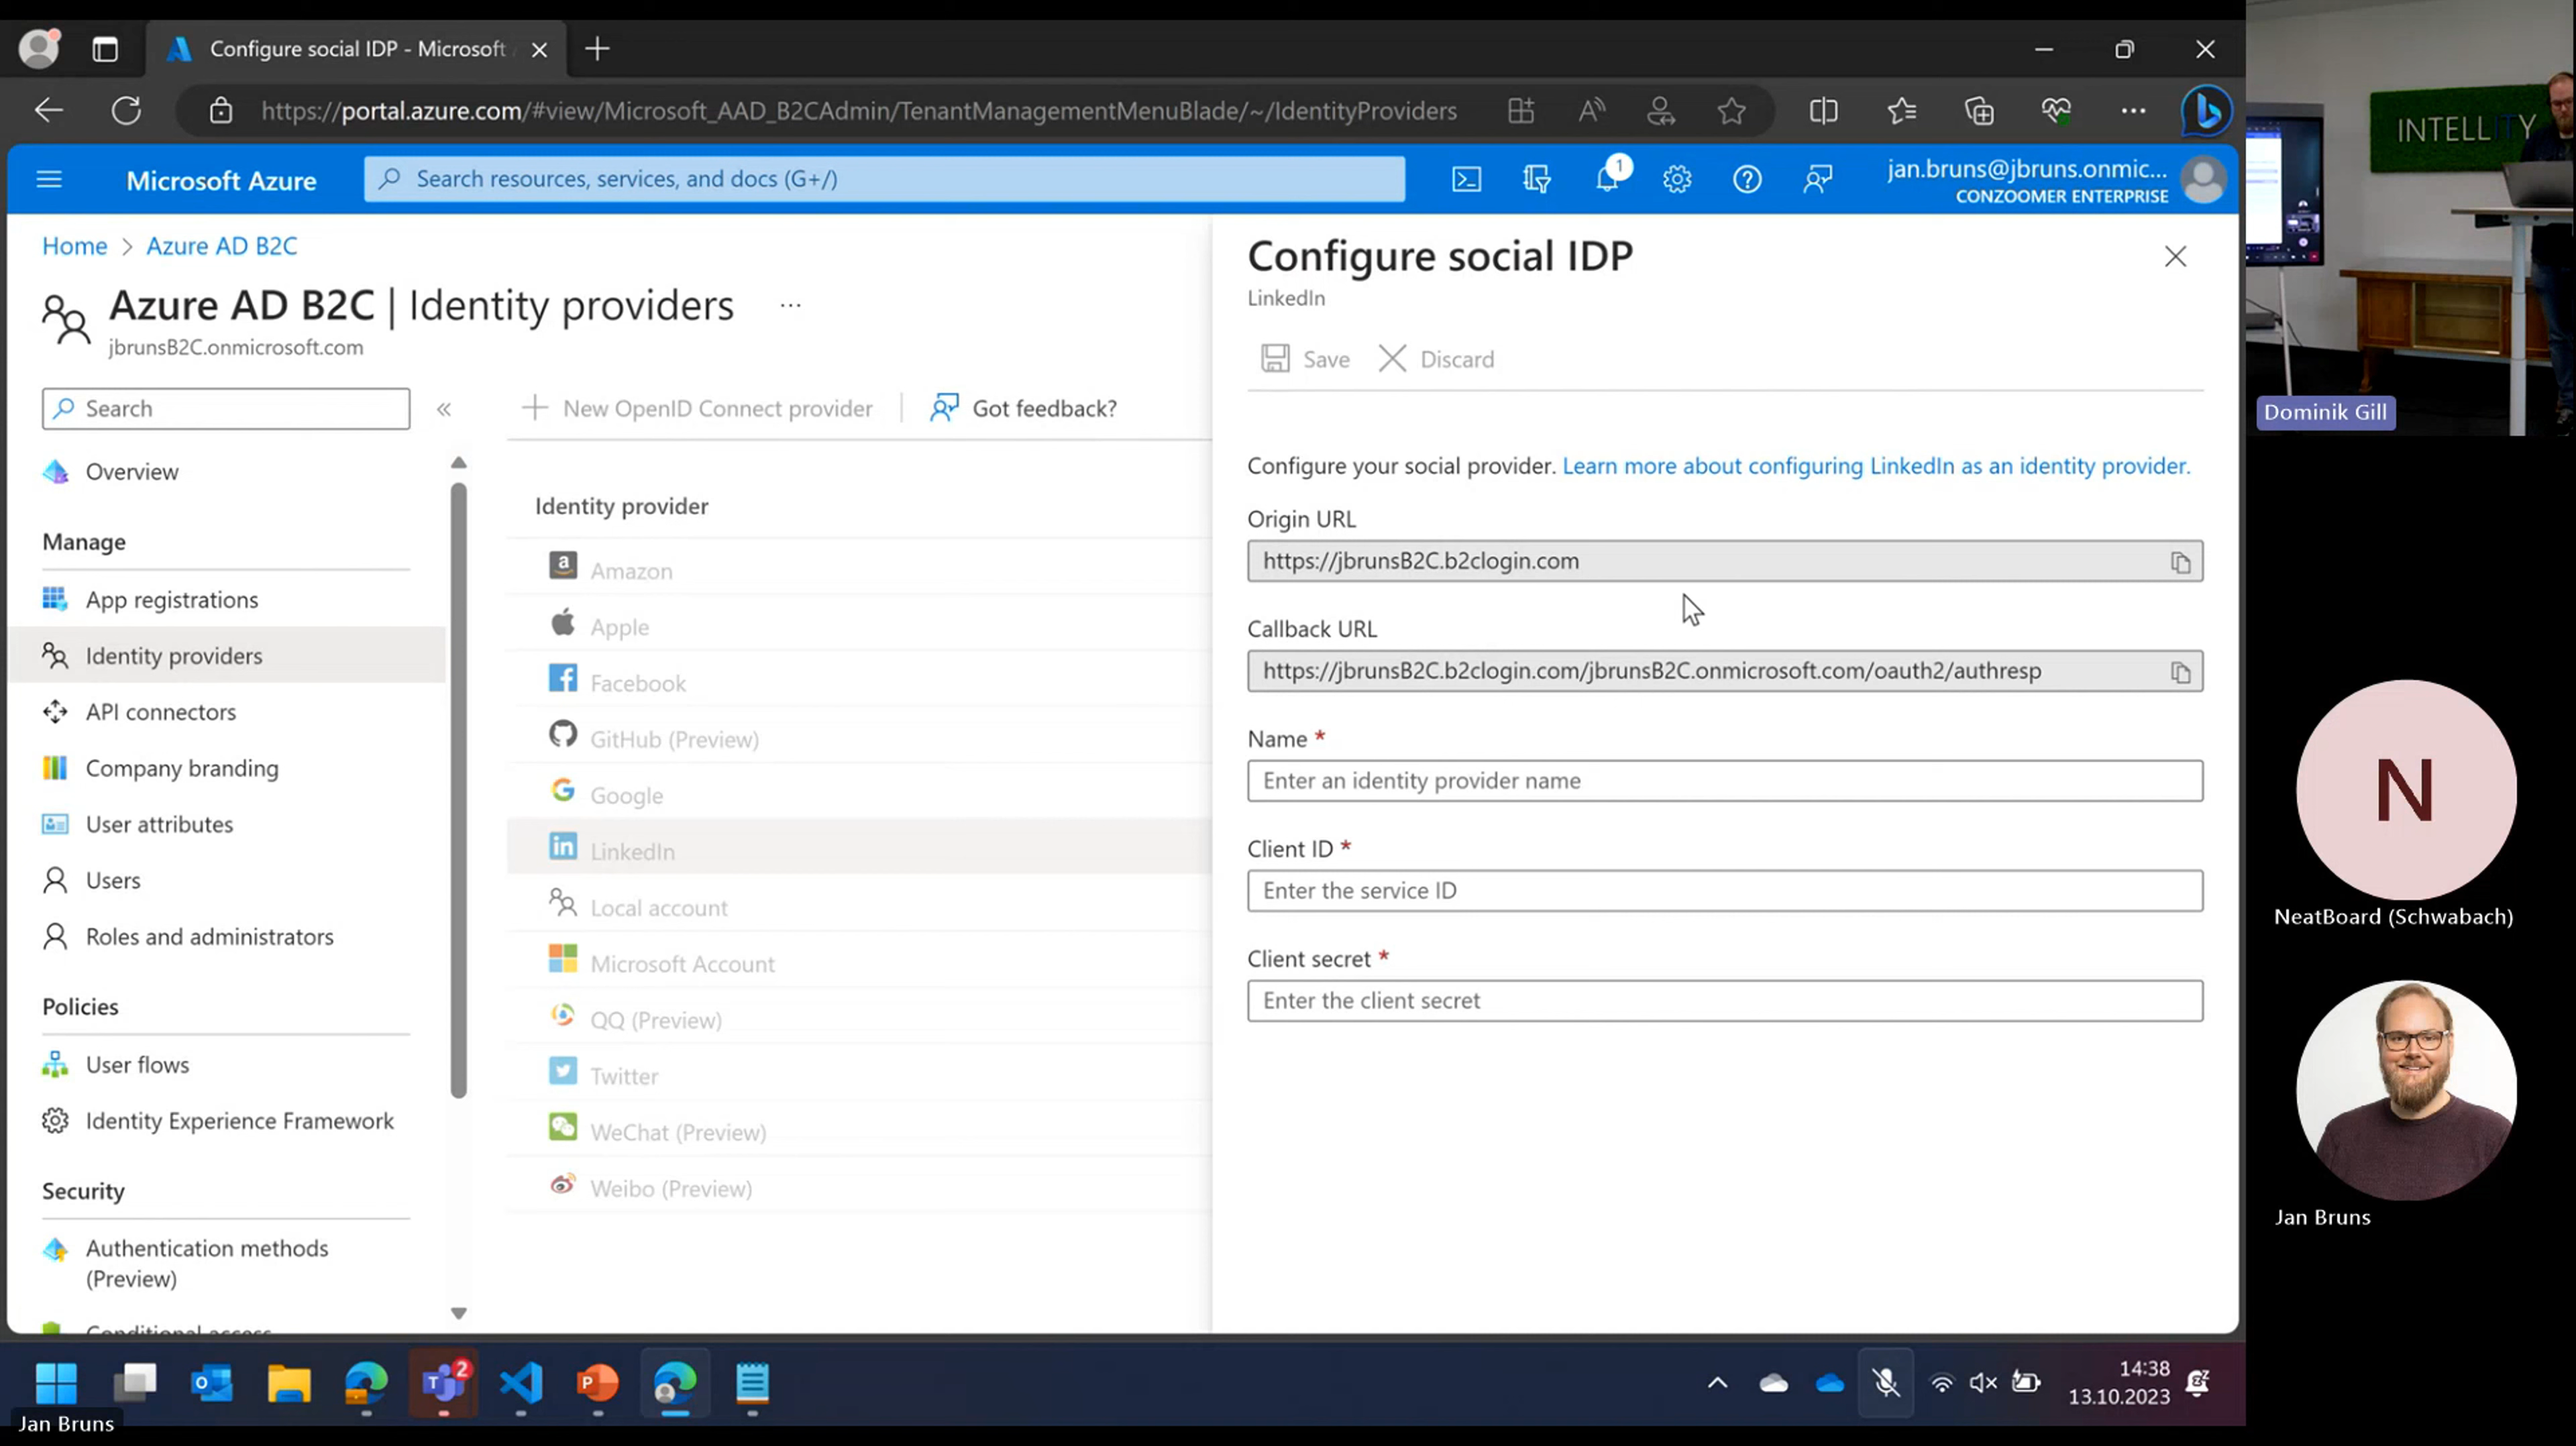 Configure social IDP - Microsoft
https://portal.azure.com/#view/Microsoft_AAD_B2CAdmin/TenantManagementMenuBlade/~/IdentityProviders
Microsoft Azure
Search resources, services, and docs (G+/)
1
jan.bruns@jbruns.onmic...
CONZOOMER ENTERPRISE
Home > Azure AD B2C
Azure AD B2C | Identity providers ...
jbrunsB2C.onmicrosoft.com
Search
Overview
Manage
App registrations
Identity providers
API connectors
Company branding
User attributes
Users
Roles and administrators
Policies
User flows
Identity Experience Framework
Security
Authentication methods
(Preview)
Conditional access
New OpenID Connect provider
Got feedback?
Identity provider
Amazon
Apple
Facebook
GitHub (Preview)
Google
LinkedIn
Local account
Microsoft Account
QQ (Preview)
Twitter
WeChat (Preview)
Weibo (Preview)
Configure social IDP
LinkedIn
Save
Discard
Configure your social provider. Learn more about configuring LinkedIn as an identity provider.
Origin URL
https://jbrunsB2C.b2clogin.com
Callback URL
https://jbrunsB2C.b2clogin.com/jbrunsB2C.onmicrosoft.com/oauth2/authresp
Name *
Enter an identity provider name
Client ID *
Enter the service ID
Client secret *
Enter the client secret
INTELLITY
Dominik Gill
N
NeatBoard (Schwabach)
Jan Bruns
2
14:38
13.10.2023
Jan Bruns